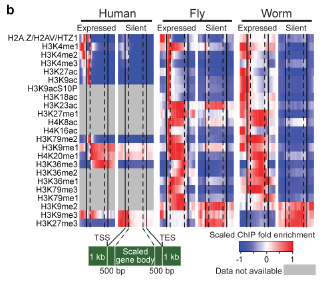 b
Human Fly Worm
Expressed Silent Expressed Silent Expressed Silent
H2A.Z/H2AV/HTZ1
H3K4me1
H3K4me2
H3K4me3
H3K27ac
H3K9ac
H3K9acS10P
H3K18ac
H3K23ac
H3K27me1
H4K8ac
H4K16ac
H3K79me2
H3K9me1
H4K20me1
H3K36me3
H3K36me2
H3K36me1
H3K79me3
H3K79me1
H3K9me2
H3K9me3
H3K27me3
TSS TES
1 kb Scaled gene body 1 kb
500 bp 500 bp
Scaled ChIP fold enrichment
-1 0 1
Data not available